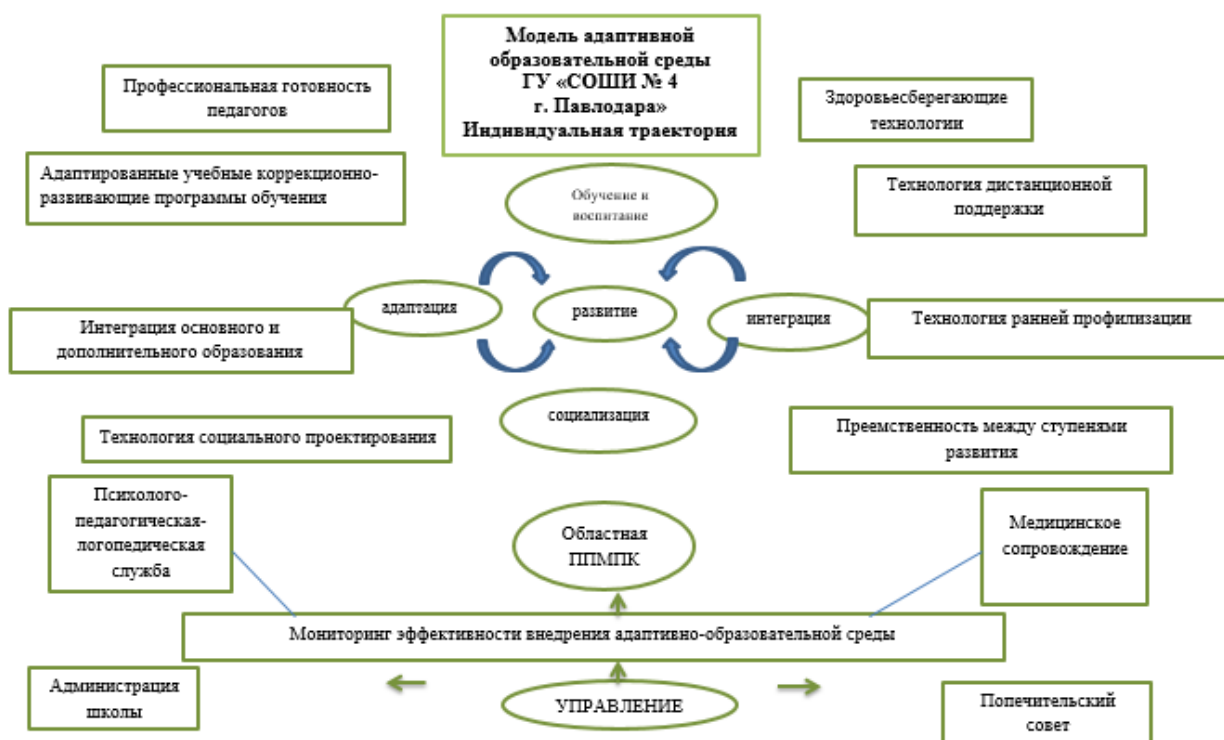 Модель адаптивной
образовательной среды
ГУ «СОШИ № 4
г. Павлодара»
Индивидуальная траектория
Профессиональная готовность
педагогов
Здоровьесберегающие
технологии
Адаптированные учебные коррекционно-
развивающие программы обучения
Обучение и
воспитание
Технология дистанционной
поддержки
адаптация
развитие
интеграция
Интеграция основного и
дополнительного образования
Технология ранней профилизации
социализация
Технология социального проектирования
Преемственность между ступенями
развития
Психолого-
педагогическая-
логопедическая
служба
Областная
ППМПК
Медицинское
сопровождение
Мониторинг эффективности внедрения адаптивно-образовательной среды
Администрация
школы
УПРАВЛЕНИЕ
Попечительский
совет